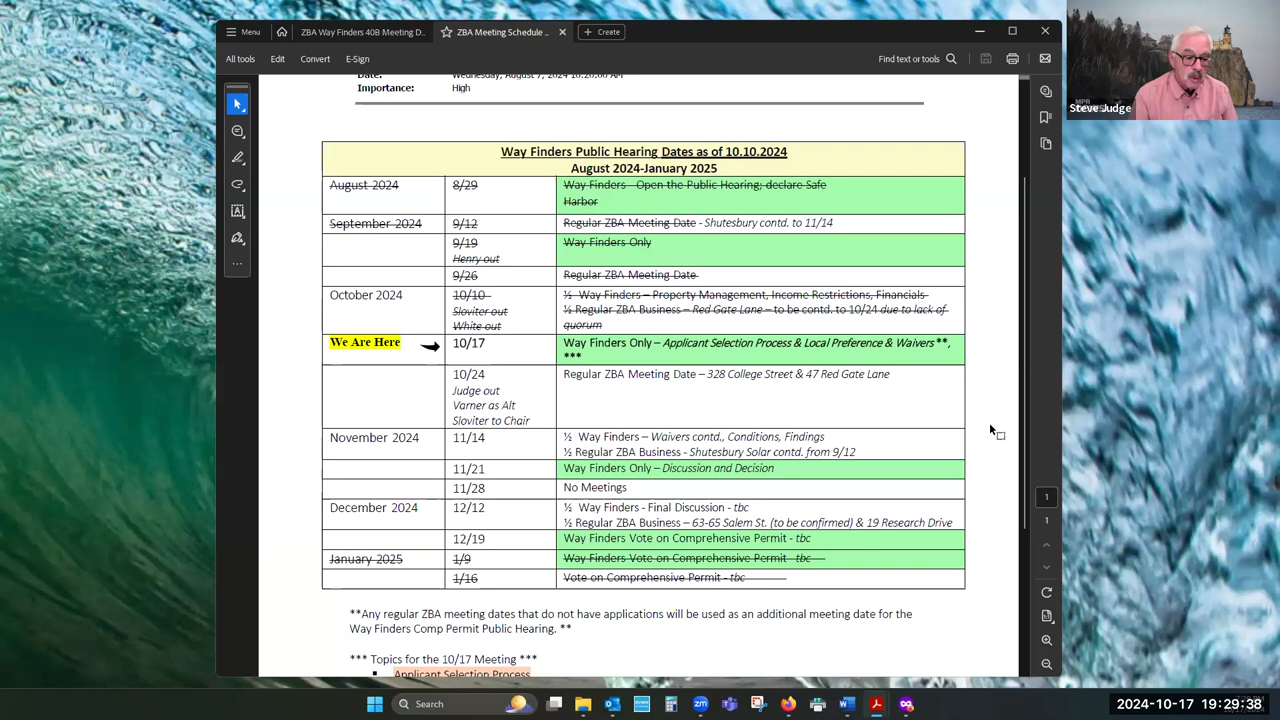 Menu
ZBA Way Finders 40B Meeting D...
ZBA Meeting Schedule ...
Create
All tools
Edit
Convert
E-Sign
Find text or tools
Date: Wednesday, August 7, 2024 10:20:00 AM
Importance: High
MPR
Steve Judge
Way Finders Public Hearing Dates as of 10.10.2024
August 2024-January 2025
August 2024 8/29 Way Finders - Open the Public Hearing; declare Safe
Harbor
September 2024 9/12 Regular ZBA Meeting Date - Shutesbury contd. to 11/14
9/19 Way Finders Only
Henry out
9/26 Regular ZBA Meeting Date
October 2024 10/10 ½ Way Finders – Property Management, Income Restrictions, Financials
Sloviter out ½ Regular ZBA Business – Red Gate Lane – to be contd. to 10/24 due to lack of
White out quorum
We Are Here 10/17 Way Finders Only – Applicant Selection Process & Local Preference & Waivers **,
***
10/24 Regular ZBA Meeting Date – 328 College Street & 47 Red Gate Lane
Judge out
Varner as Alt
Sloviter to Chair
November 2024 11/14 ½ Way Finders – Waivers contd., Conditions, Findings
½ Regular ZBA Business - Shutesbury Solar contd. from 9/12
11/21 Way Finders Only – Discussion and Decision
11/28 No Meetings
December 2024 12/12 ½ Way Finders - Final Discussion - tbc
½ Regular ZBA Business – 63-65 Salem St. (to be confirmed) & 19 Research Drive
12/19 Way Finders Vote on Comprehensive Permit - tbc
January 2025 1/9 Way Finders Vote on Comprehensive Permit - tbc
1/16 Vote on Comprehensive Permit - tbc
**Any regular ZBA meeting dates that do not have applications will be used as an additional meeting date for the
Way Finders Comp Permit Public Hearing. **
*** Topics for the 10/17 Meeting ***
▪ Applicant Selection Process
1
1
Search
2024-10-17 19:29:38